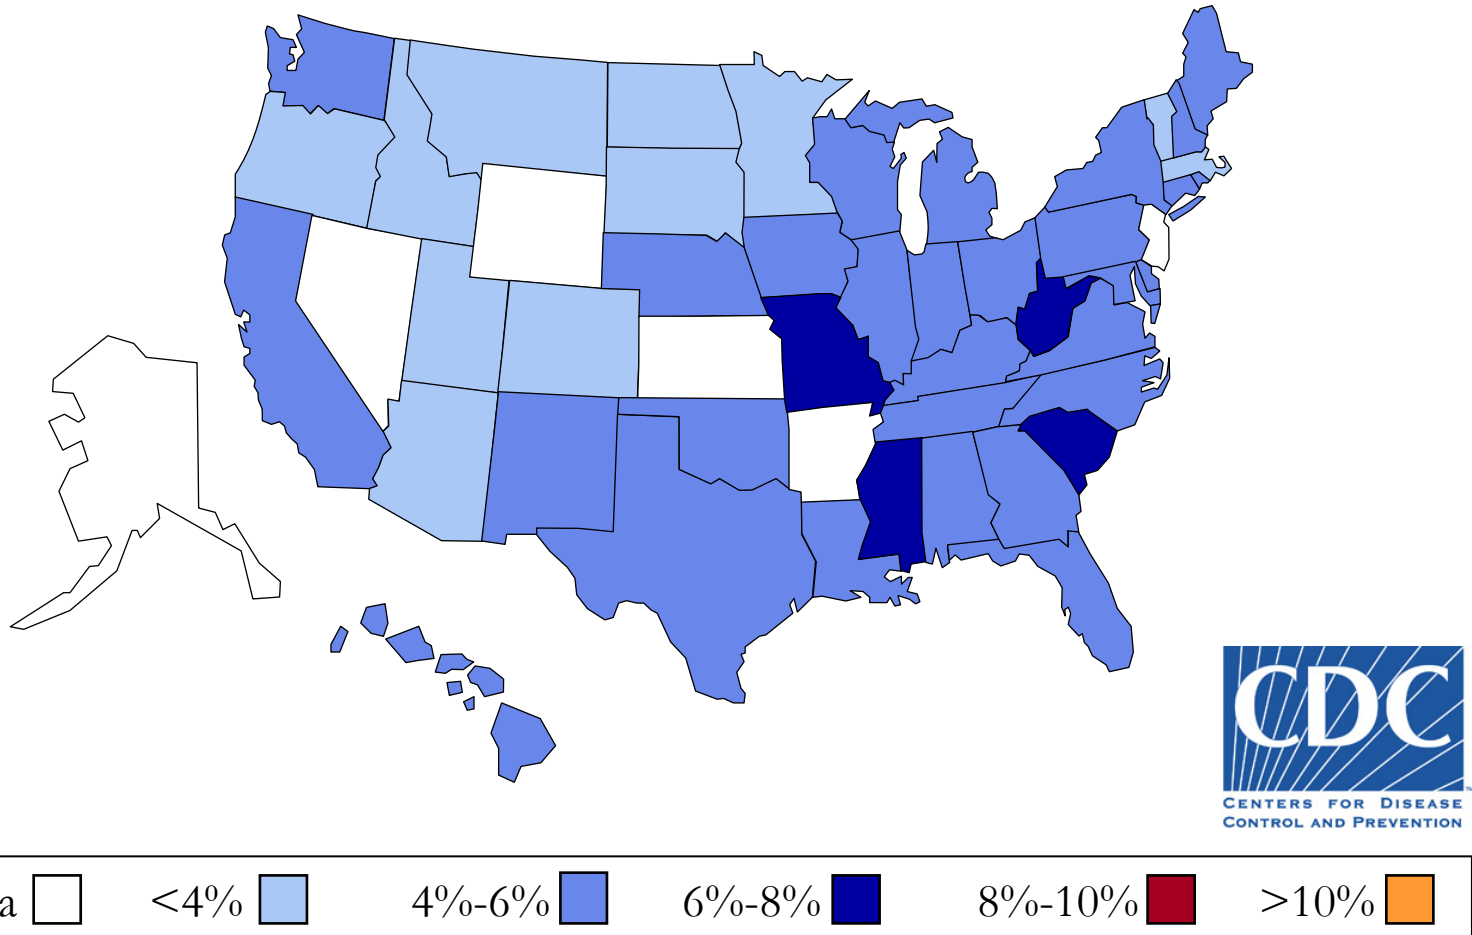 CDC
CENTERS FOR DISEASE
CONTROL AND PREVENTION
a <4% 4%-6% 6%-8% 8%-10% >10%